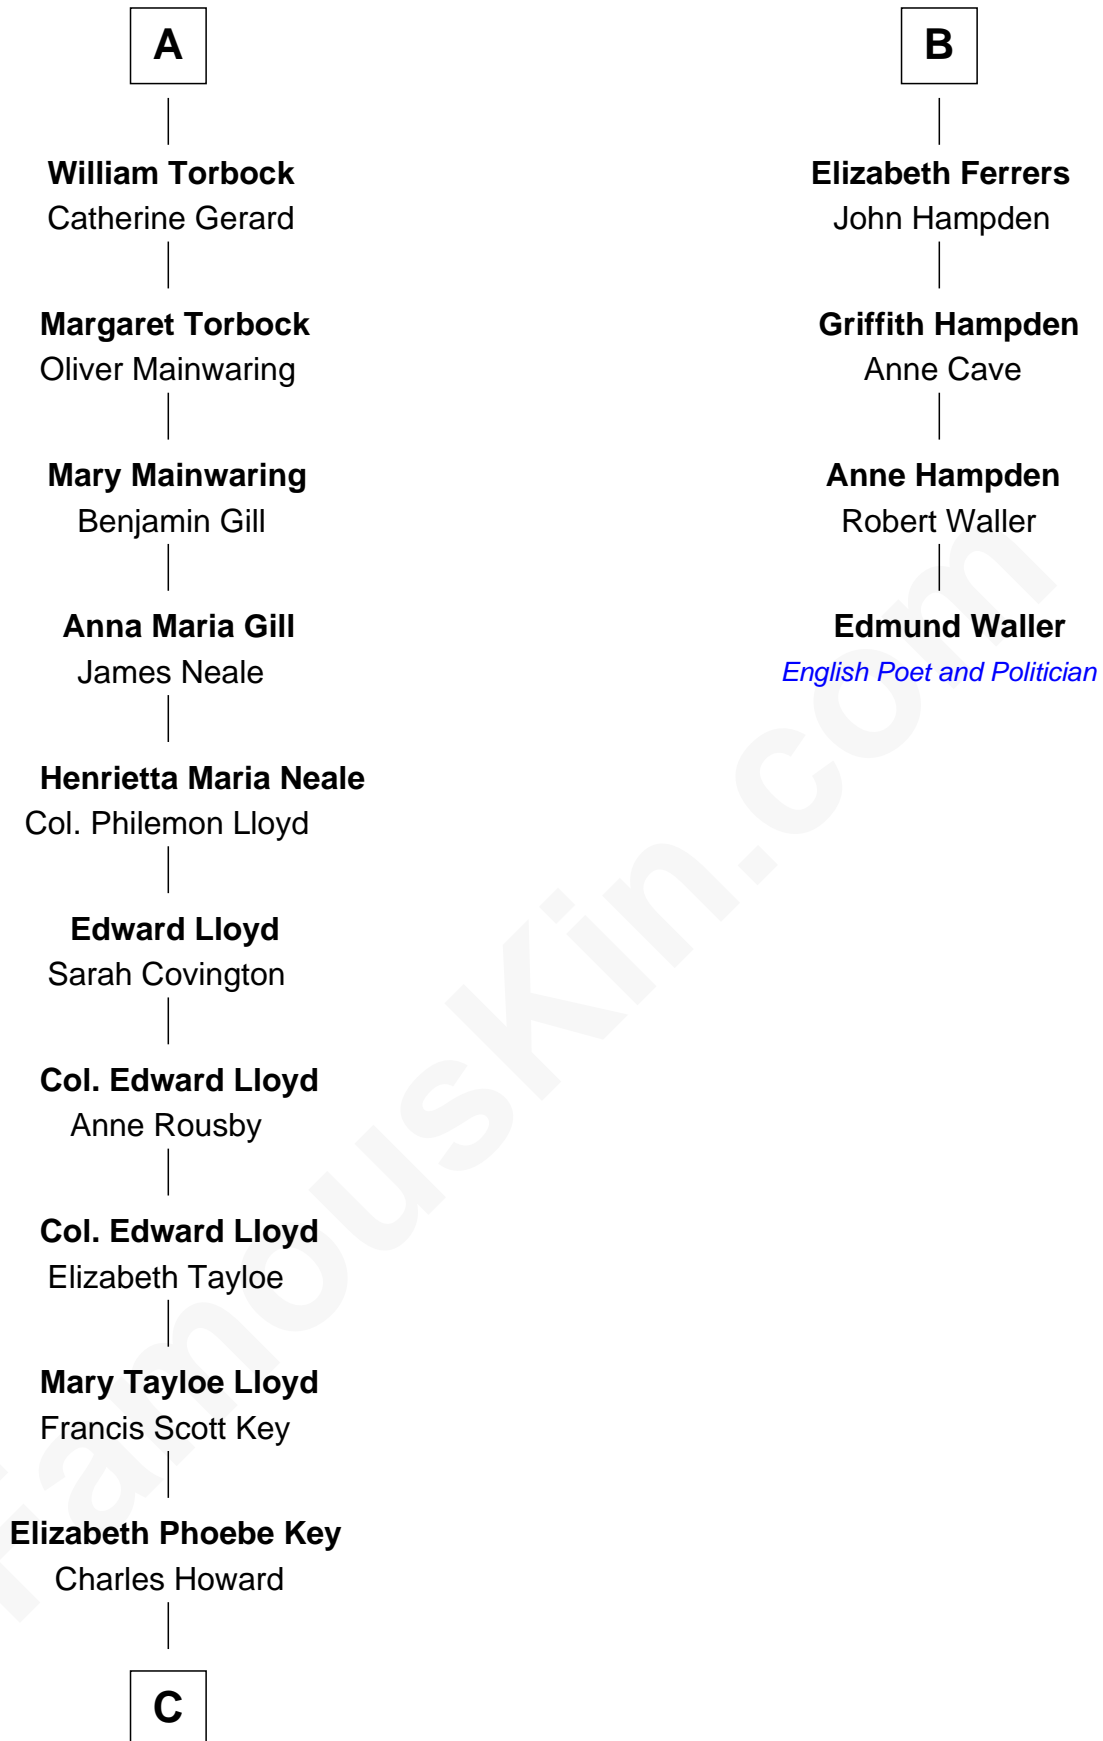 A
William Torbock
Catherine Gerard
Margaret Torbock
Oliver Mainwaring
Mary Mainwaring
Benjamin Gill
Anna Maria Gill
James Neale
Henrietta Maria Neale
Col. Philemon Lloyd
Edward Lloyd
Sarah Covington
Col. Edward Lloyd
Anne Rousby
Col. Edward Lloyd
Elizabeth Tayloe
Mary Tayloe Lloyd
Francis Scott Key
Elizabeth Phoebe Key
Charles Howard
C
B
Elizabeth Ferrers
John Hampden
Griffith Hampden
Anne Cave
Anne Hampden
Robert Waller
Edmund Waller
English Poet and Politician
FamousKin.com